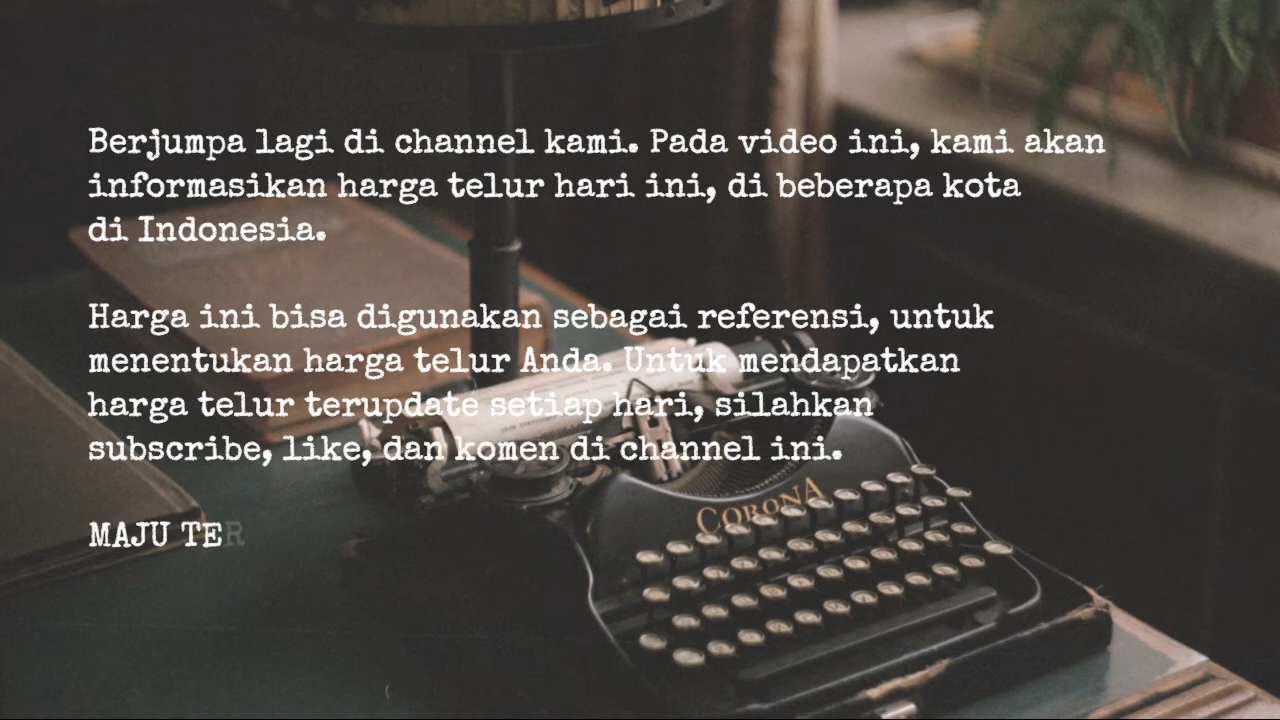 Berjumpa lagi di channel kami. Pada video ini, kami akan
informasikan harga telur hari ini, di beberapa kota
di Indonesia.
Harga ini bisa digunakan sebagai referensi, untuk
menentukan harga telur Anda. Untuk mendapatkan
harga telur terupdate setiap hari, silahkan
subscribe, like, dan komen di channel ini.
MAJU TER
CORONA